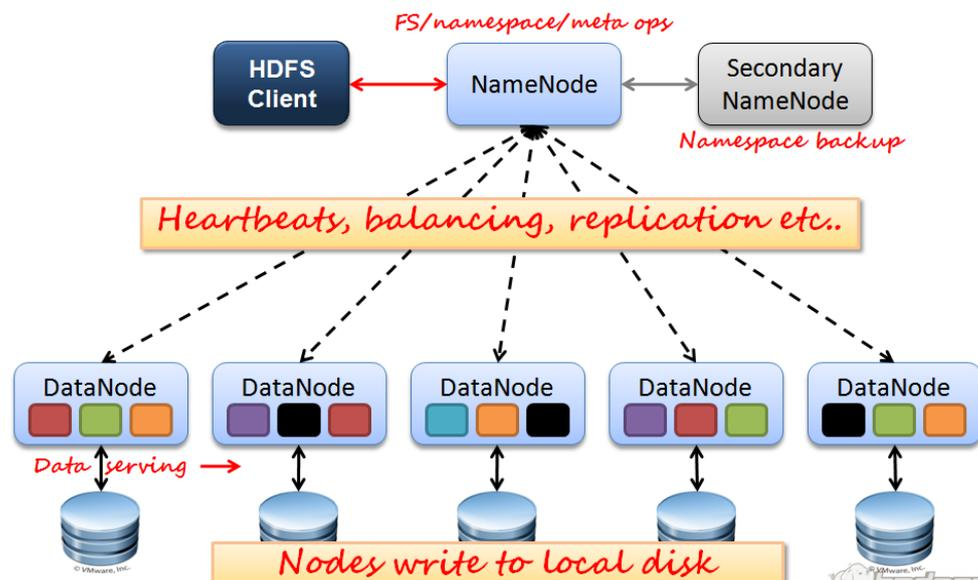 FS/namespace/meta ops
HDFS
Client
NameNode
Secondary
NameNode
Namespace backup
Heartbeats, balancing, replication etc..
DataNode
DataNode
DataNode
DataNode
DataNode
Data serving
Nodes write to local disk
© VMware, Inc.
© VMware, Inc.